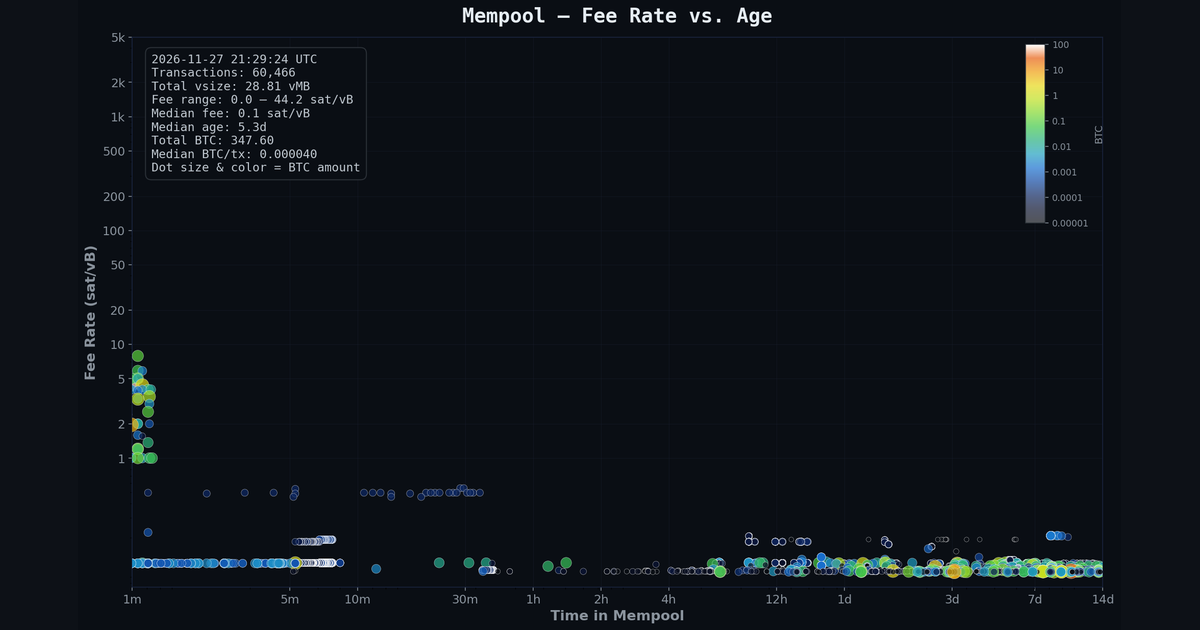 Mempool — Fee Rate vs. Age
2026-11-27 21:29:24 UTC
Transactions: 60,466
Total vsize: 28.81 vMB
Fee range: 0.0 – 44.2 sat/vB
Median fee: 0.1 sat/vB
Median age: 5.3d
Total BTC: 347.60
Median BTC/tx: 0.000040
Dot size & color = BTC amount
5k
2k
1k
500
200
100
50
20
10
5
2
1
Fee Rate (sat/vB)
100
10
1
0.1
0.01
0.001
0.0001
0.00001
BTC
1m
5m
10m
30m
1h
2h
4h
12h
1d
3d
7d
14d
Time in Mempool